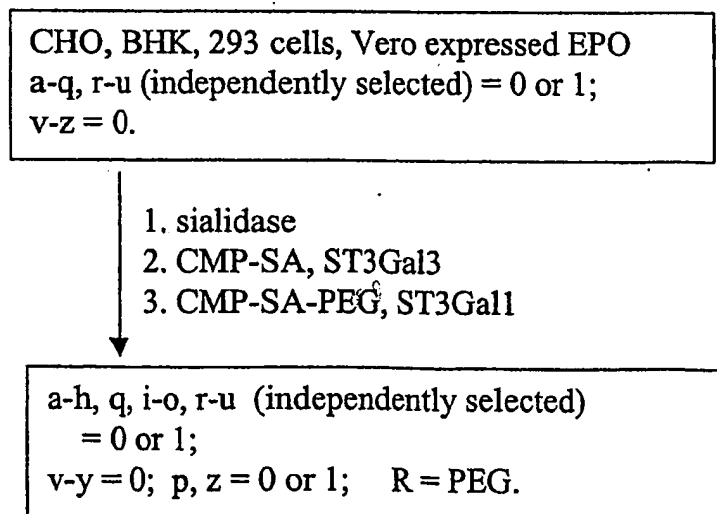 CHO, BHK, 293 cells, Vero expressed EPO
a-q, r-u (independently selected) = 0 or 1;
v-z = 0.
1. sialidase
2. CMP-SA, ST3Gal3
3. CMP-SA-PEG, ST3Gal1
a-h, q, i-o, r-u (independently selected)
= 0 or 1;
v-y = 0; p, z = 0 or 1; R = PEG.